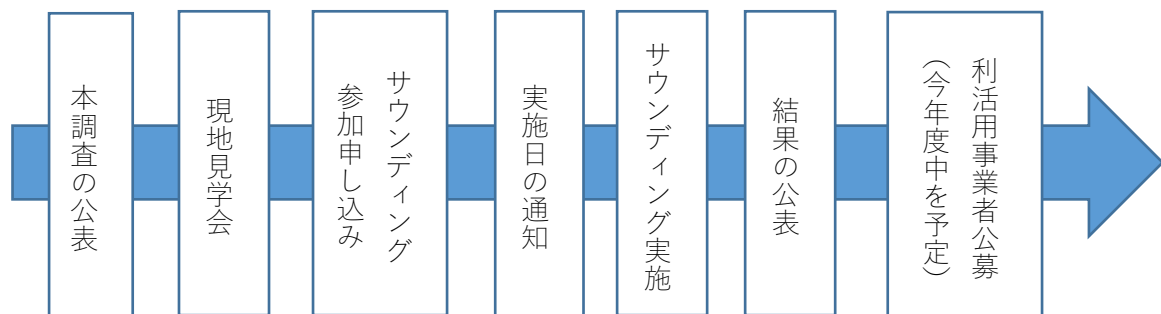 本調査の公表
現地見学会
サウンディング
参加申し込み
実施日の通知
サウンディング実施
結果の公表
利活用事業者公募
（今年度中を予定）